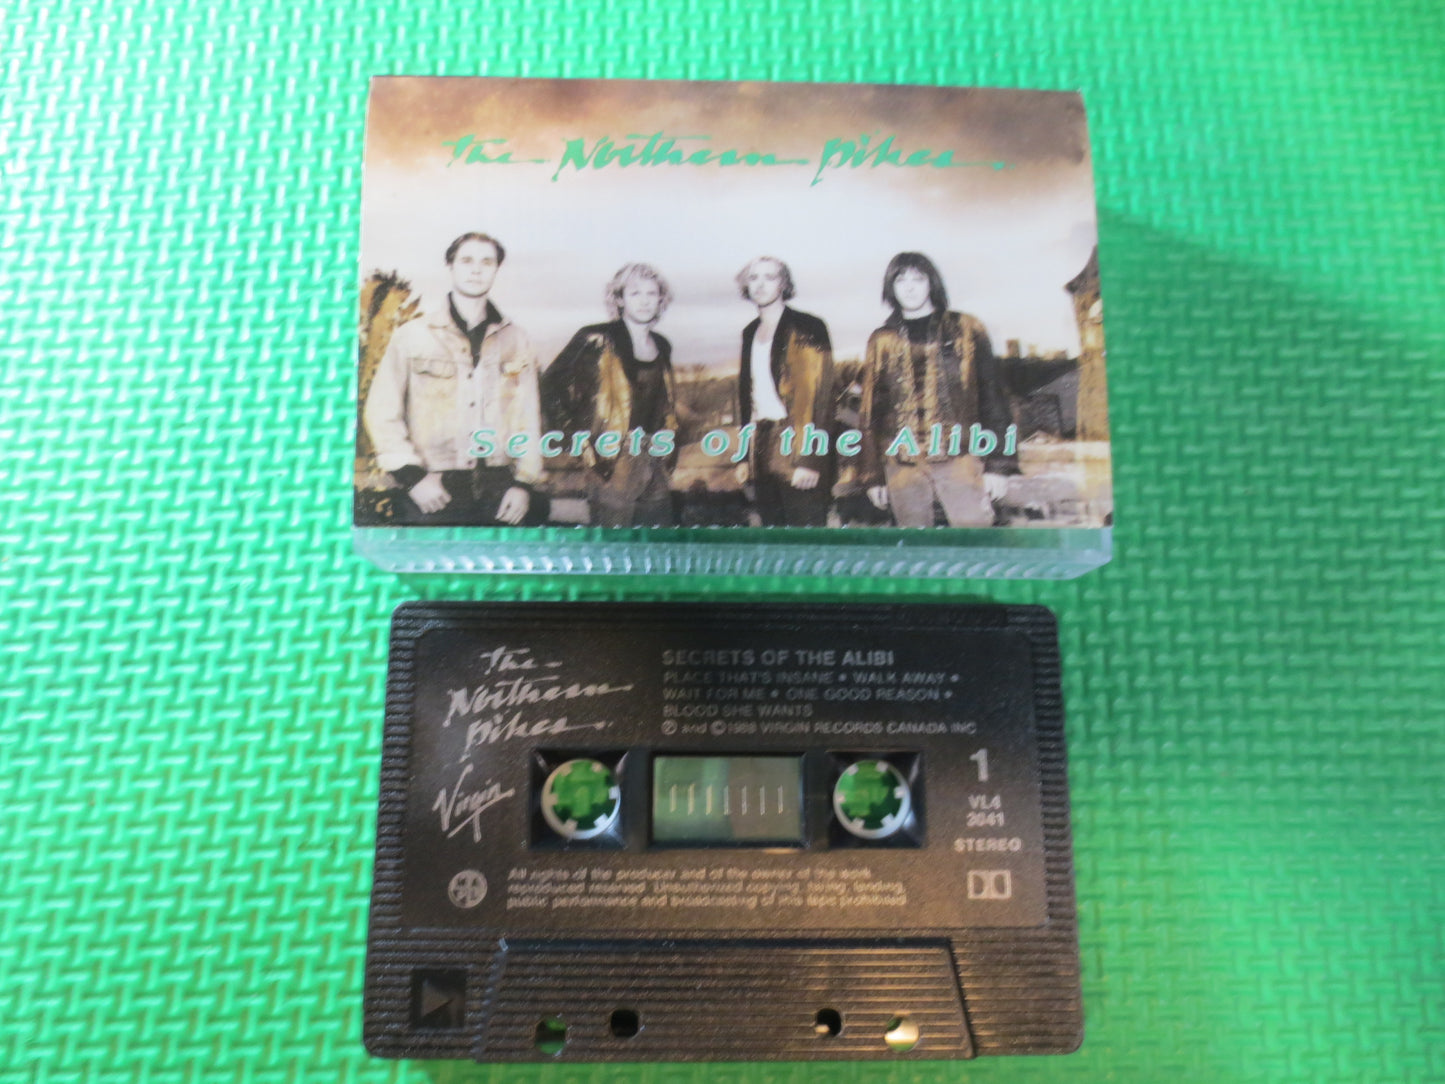 The Northern Pikes
Secrets of the Alibi
The
Northern
Pikes
SECRETS OF THE ALIBI
PLACE THAT'S INSANE • WALK AWAY •
WAIT FOR ME • ONE GOOD REASON •
BLOOD SHE WANTS
Ⓟ and © 1988 VIRGIN RECORDS CANADA INC
Virgin
1
VL4
3041
STEREO
All rights of the producer and of the owner of the work
reproduced reserved. Unauthorized copying, hiring, lending,
public performance and broadcasting of this tape prohibited